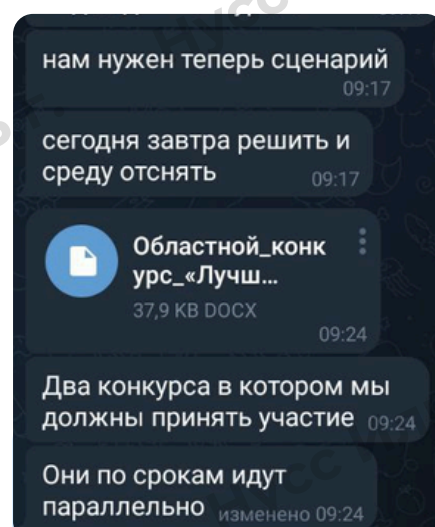 нам нужен теперь сценарий
09:17
сегодня завтра решить и
среду отснять 09:17
Областной_конк
урс_«Лучш...
37,9 KB DOCX
09:24
Два конкурса в котором мы
должны принять участие 09:24
Они по срокам идут
параллельно изменено 09:24